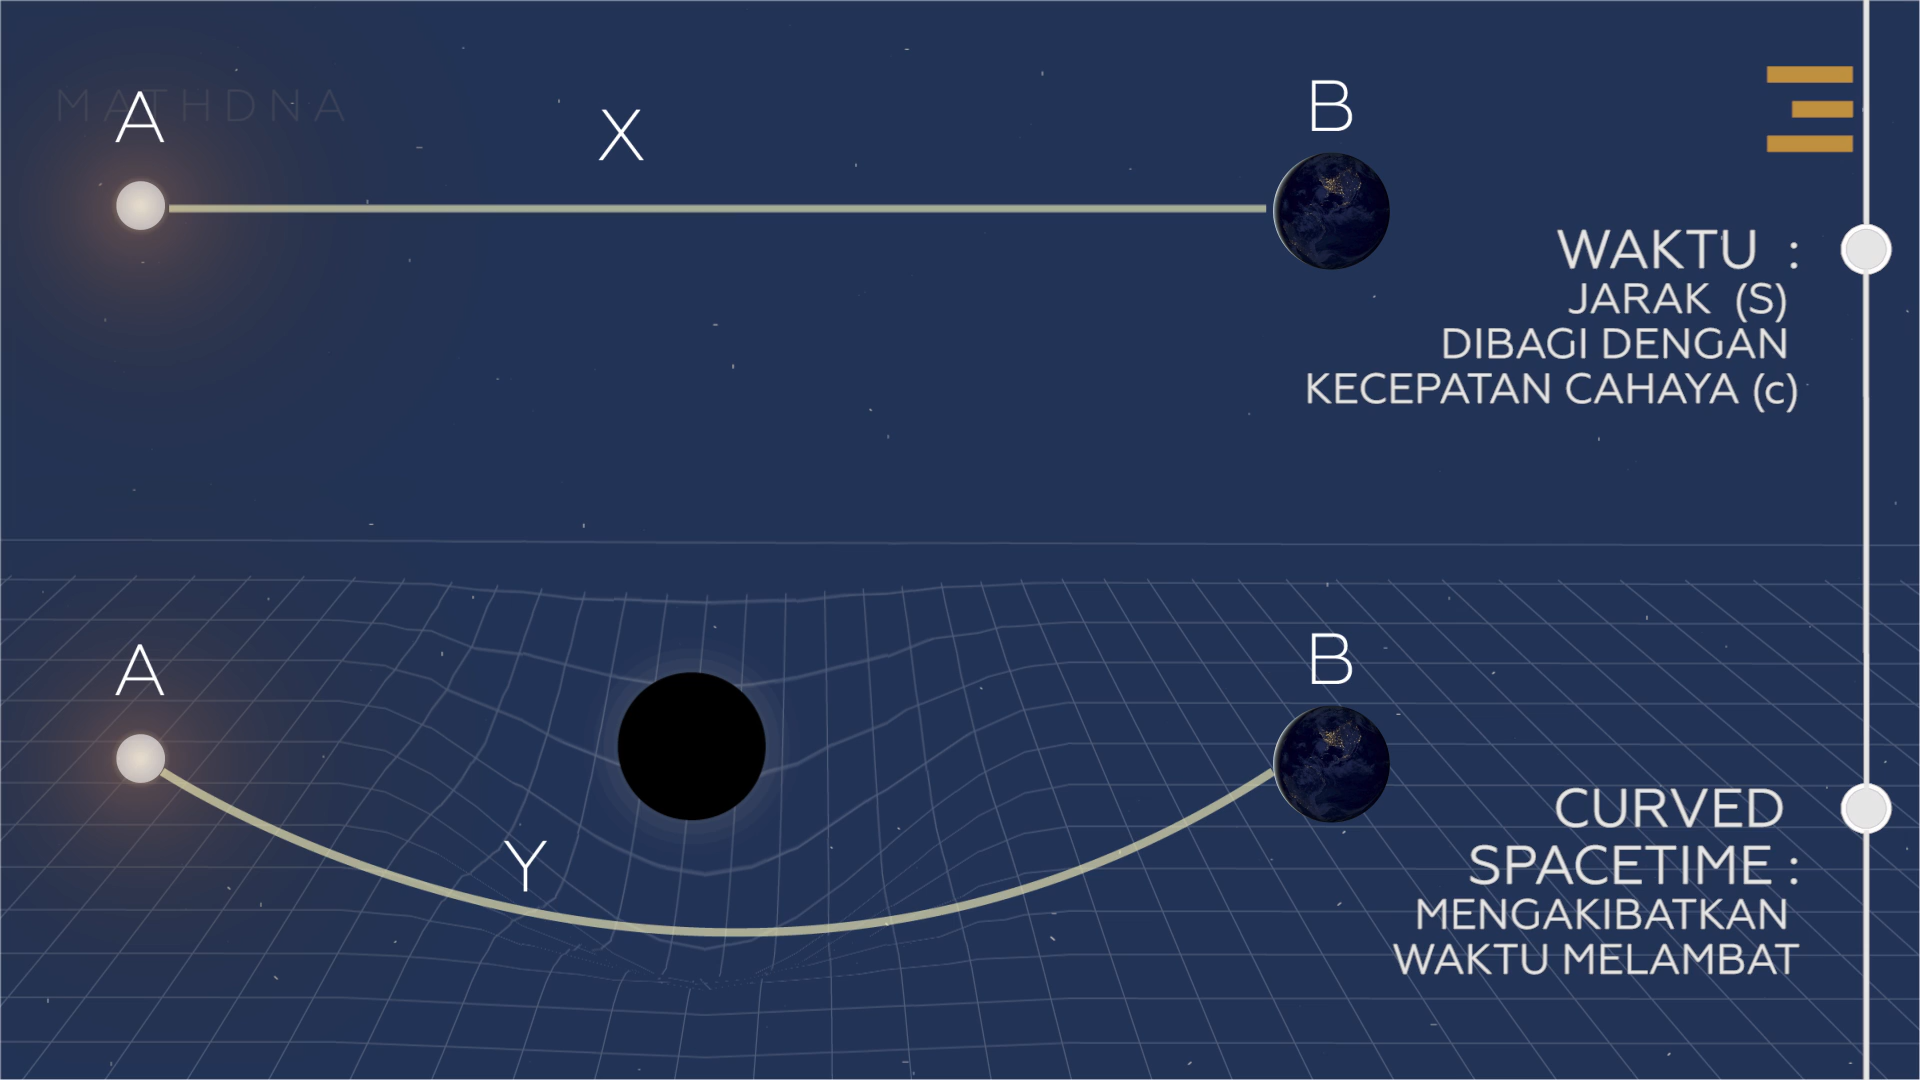 MATHDNA
A
X
B
WAKTU :
JARAK (S)
DIBAGI DENGAN
KECEPATAN CAHAYA (c)
A
B
Y
CURVED
SPACETIME :
MENGAKIBATKAN
WAKTU MELAMBAT